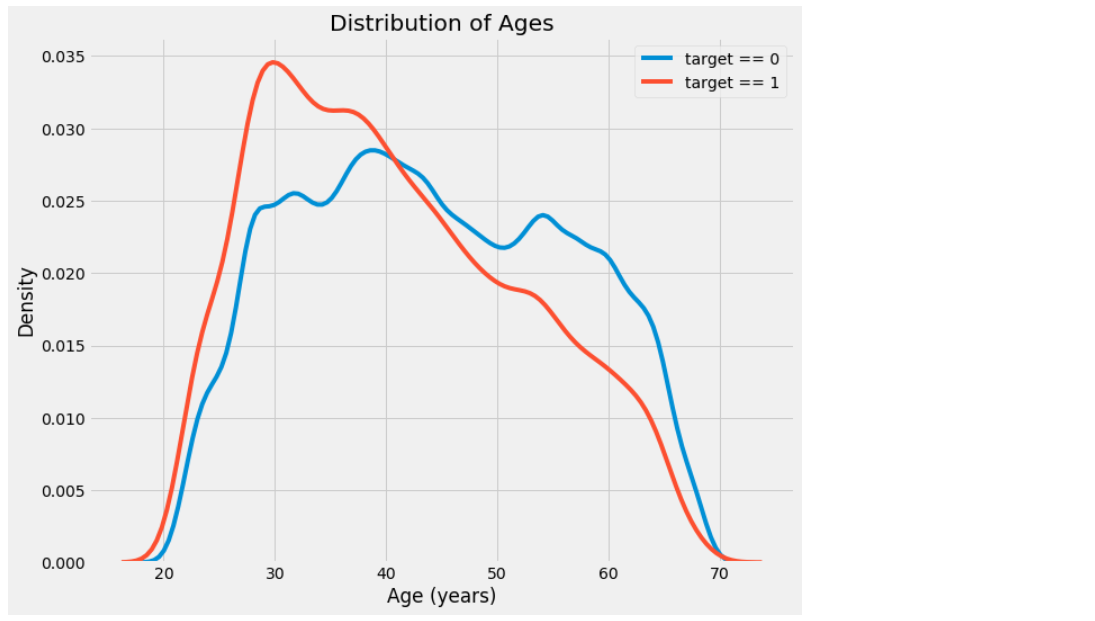 Distribution of Ages
target == 0
target == 1
Density
0.035
0.030
0.025
0.020
0.015
0.010
0.005
0.000
20 30 40 50 60 70
Age (years)